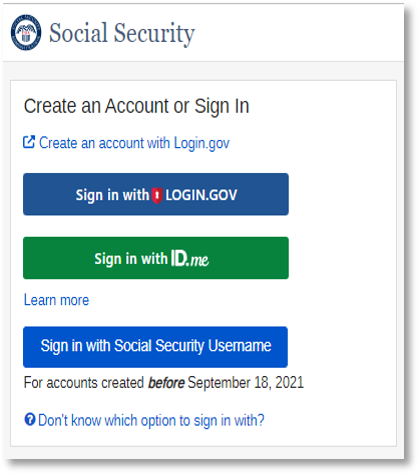 Social Security
Create an Account or Sign In
Create an account with Login.gov
Sign in with LOGIN.GOV
Sign in with ID.me
Learn more
Sign in with Social Security Username
For accounts created before September 18, 2021
Don't know which option to sign in with?